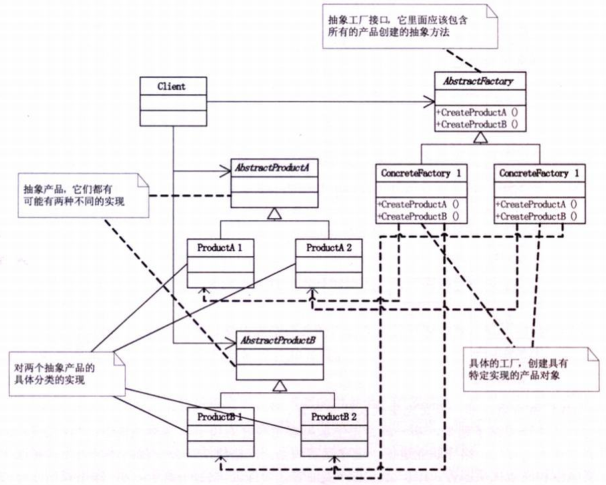 抽象工厂接口，它里面应该包含
所有的产品创建的抽象方法
Client
AbstractFactory
+CreateProductA ()
+CreateProductB ()
AbstractProductA
ConcreteFactory 1
+CreateProductA ()
+CreateProductB ()
ConcreteFactory 1
+CreateProductA ()
+CreateProductB ()
抽象产品，它们都有
可能有两种不同的实现
ProductA 1
ProductA 2
AbstractProductB
对两个抽象产品的
具体分类的实现
具体的工厂，创建具有
特定实现的产品对象
ProductB 1
ProductB 2